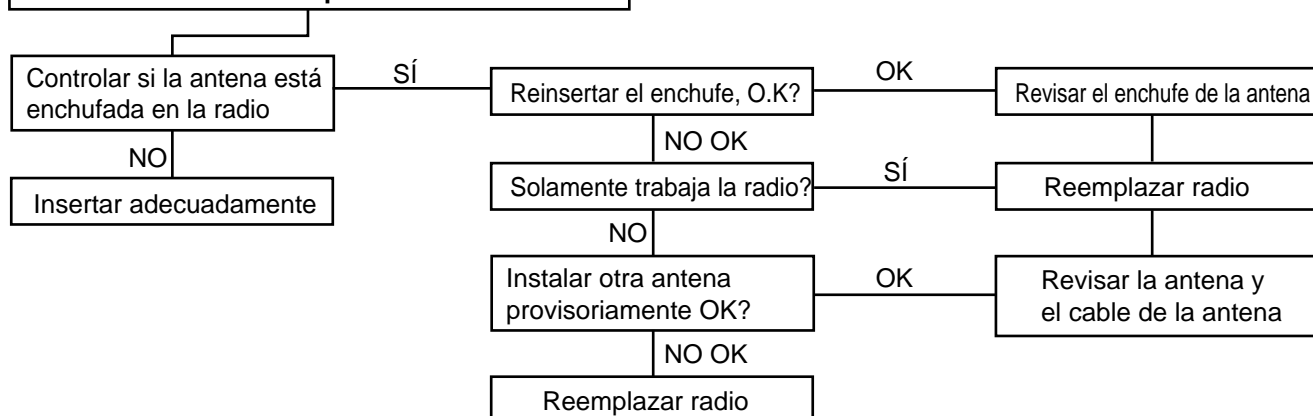 Controlar si la antena está
enchufada en la radio
SÍ
Reinsertar el enchufe, O.K?
OK
Revisar el enchufe de la antena
NO
NO OK
Insertar adecuadamente
Solamente trabaja la radio?
SÍ
Reemplazar radio
NO
Instalar otra antena
provisoriamente OK?
OK
Revisar la antena y
el cable de la antena
NO OK
Reemplazar radio